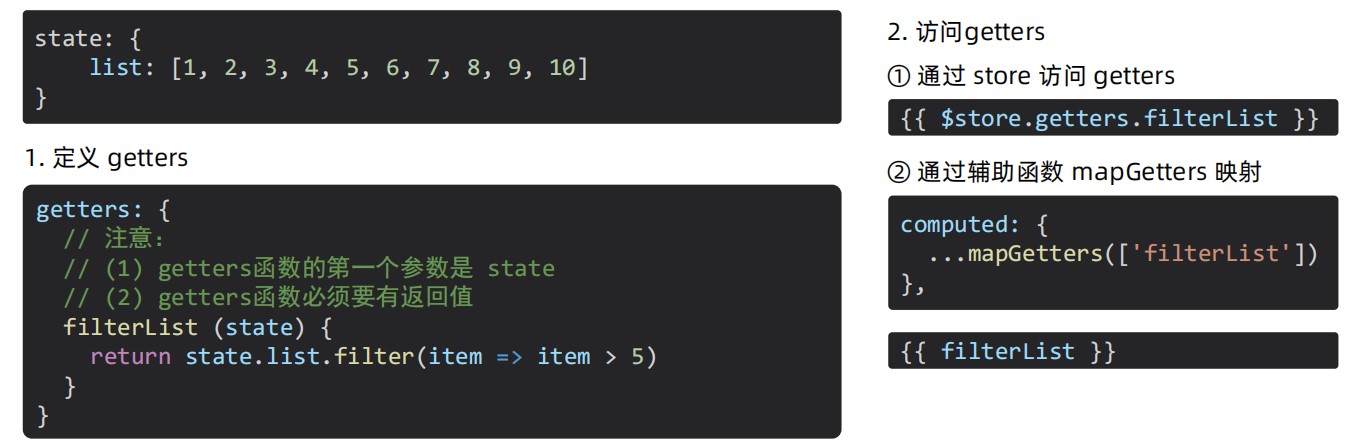 state: {
    list: [1, 2, 3, 4, 5, 6, 7, 8, 9, 10]
}
1. 定义 getters
getters: {
  // 注意：
  // (1) getters函数的第一个参数是 state
  // (2) getters函数必须要有返回值
  filterList (state) {
    return state.list.filter(item => item > 5)
  }
}
2. 访问getters
① 通过 store 访问 getters
{{ $store.getters.filterList }}
② 通过辅助函数 mapGetters 映射
computed: {
  ...mapGetters(['filterList'])
},
{{ filterList }}